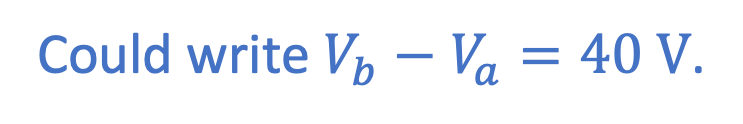 Could write V_b − V_a = 40 V.